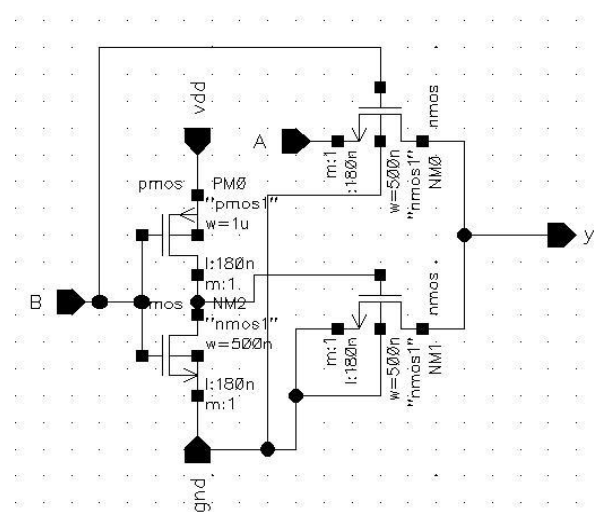 vdd
nmos
A
pmos PM0
"pmos1"
w=1u
l:180n
m:1
m:1
l:180n
w=500n
"nmos1"
NM0
y
B
nmos NM2
"nmos1"
w=500n
l:180n
m:1
nmos
m:1
l:180n
w=500n
"nmos1"
NM1
gnd